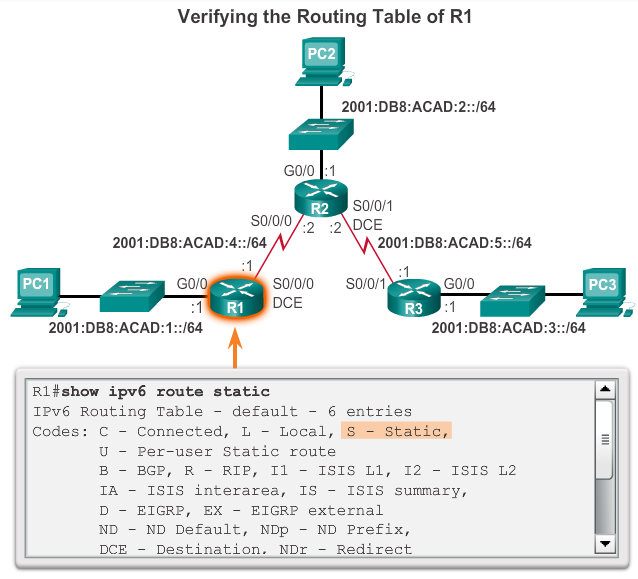 Verifying the Routing Table of R1
PC2
2001:DB8:ACAD:2::/64
G0/0 :1
R2
S0/0/0 S0/0/1
:2 :2 DCE
2001:DB8:ACAD:4::/64 2001:DB8:ACAD:5::/64
:1 :1
PC1 G0/0 S0/0/0 S0/0/1 G0/0 PC3
R1 DCE R3
:1 :1
2001:DB8:ACAD:1::/64 2001:DB8:ACAD:3::/64
R1#show ipv6 route static
IPv6 Routing Table - default - 6 entries
Codes: C - Connected, L - Local, S - Static,
U - Per-user Static route
B - BGP, R - RIP, I1 - ISIS L1, I2 - ISIS L2
IA - ISIS interarea, IS - ISIS summary,
D - EIGRP, EX - EIGRP external
ND - ND Default, NDp - ND Prefix,
DCE - Destination, NDr - Redirect